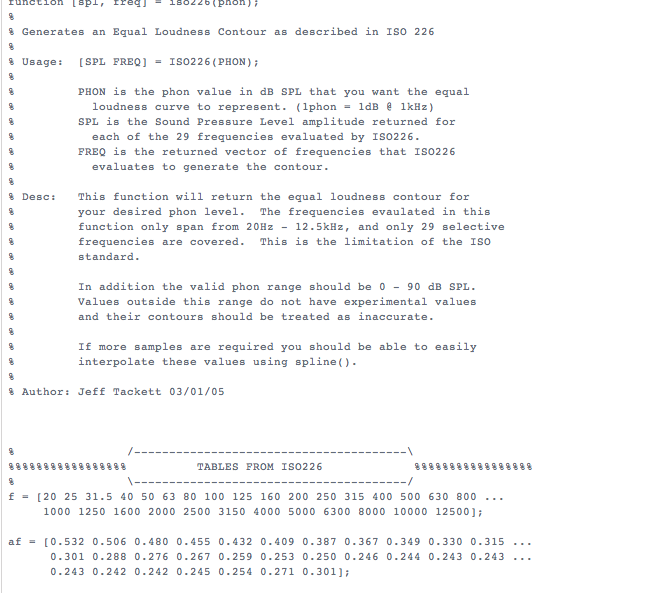 function [spl, freq] = iso226(phon);
%
% Generates an Equal Loudness Contour as described in ISO 226
%
% Usage:  [SPL FREQ] = ISO226(PHON);
%
%         PHON is the phon value in dB SPL that you want the equal
%           loudness curve to represent. (1phon = 1dB @ 1kHz)
%         SPL is the Sound Pressure Level amplitude returned for
%           each of the 29 frequencies evaluated by ISO226.
%         FREQ is the returned vector of frequencies that ISO226
%           evaluates to generate the contour.
%
% Desc:   This function will return the equal loudness contour for
%         your desired phon level.  The frequencies evaulated in this
%         function only span from 20Hz - 12.5kHz, and only 29 selective
%         frequencies are covered.  This is the limitation of the ISO
%         standard.
%
%         In addition the valid phon range should be 0 - 90 dB SPL.
%         Values outside this range do not have experimental values
%         and their contours should be treated as inaccurate.
%
%         If more samples are required you should be able to easily
%         interpolate these values using spline().
%
% Author: Jeff Tackett 03/01/05
%                /---------------------------------------\
%%%%%%%%%%%%%%%%%          TABLES FROM ISO226             %%%%%%%%%%%%%%%%%
%                \---------------------------------------/
f = [20 25 31.5 40 50 63 80 100 125 160 200 250 315 400 500 630 800 ...
     1000 1250 1600 2000 2500 3150 4000 5000 6300 8000 10000 12500];
af = [0.532 0.506 0.480 0.455 0.432 0.409 0.387 0.367 0.349 0.330 0.315 ...
      0.301 0.288 0.276 0.267 0.259 0.253 0.250 0.246 0.244 0.243 0.243 ...
      0.243 0.242 0.242 0.245 0.254 0.271 0.301];